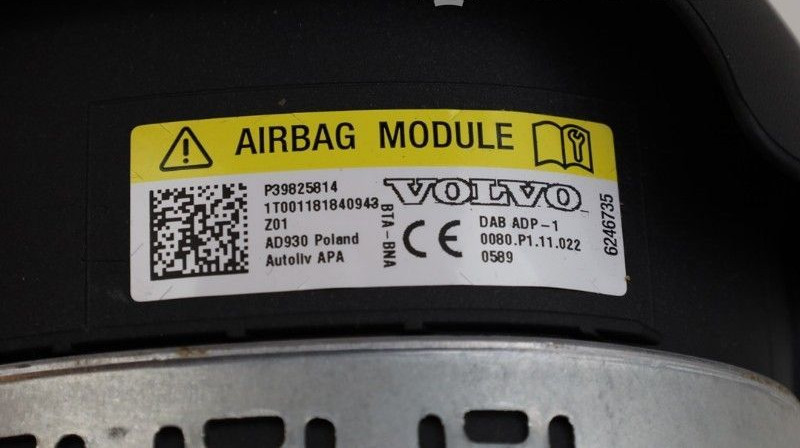 AIRBAG MODULE
P39825814
1T001181840943
Z01
AD930 Poland
Autoliv APA
BTA-BNA
VOLVO
CE
DAB ADP-1
0080.P1.11.022
0589
6246735